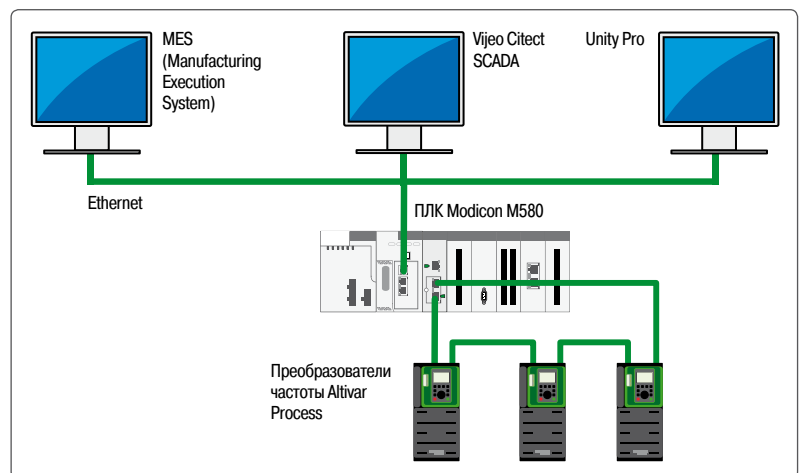 MES
(Manufacturing
Execution
System)
Vijeo Citect
SCADA
Unity Pro
Ethernet
ПЛК Modicon M580
Преобразователи
частоты Altivar
Process